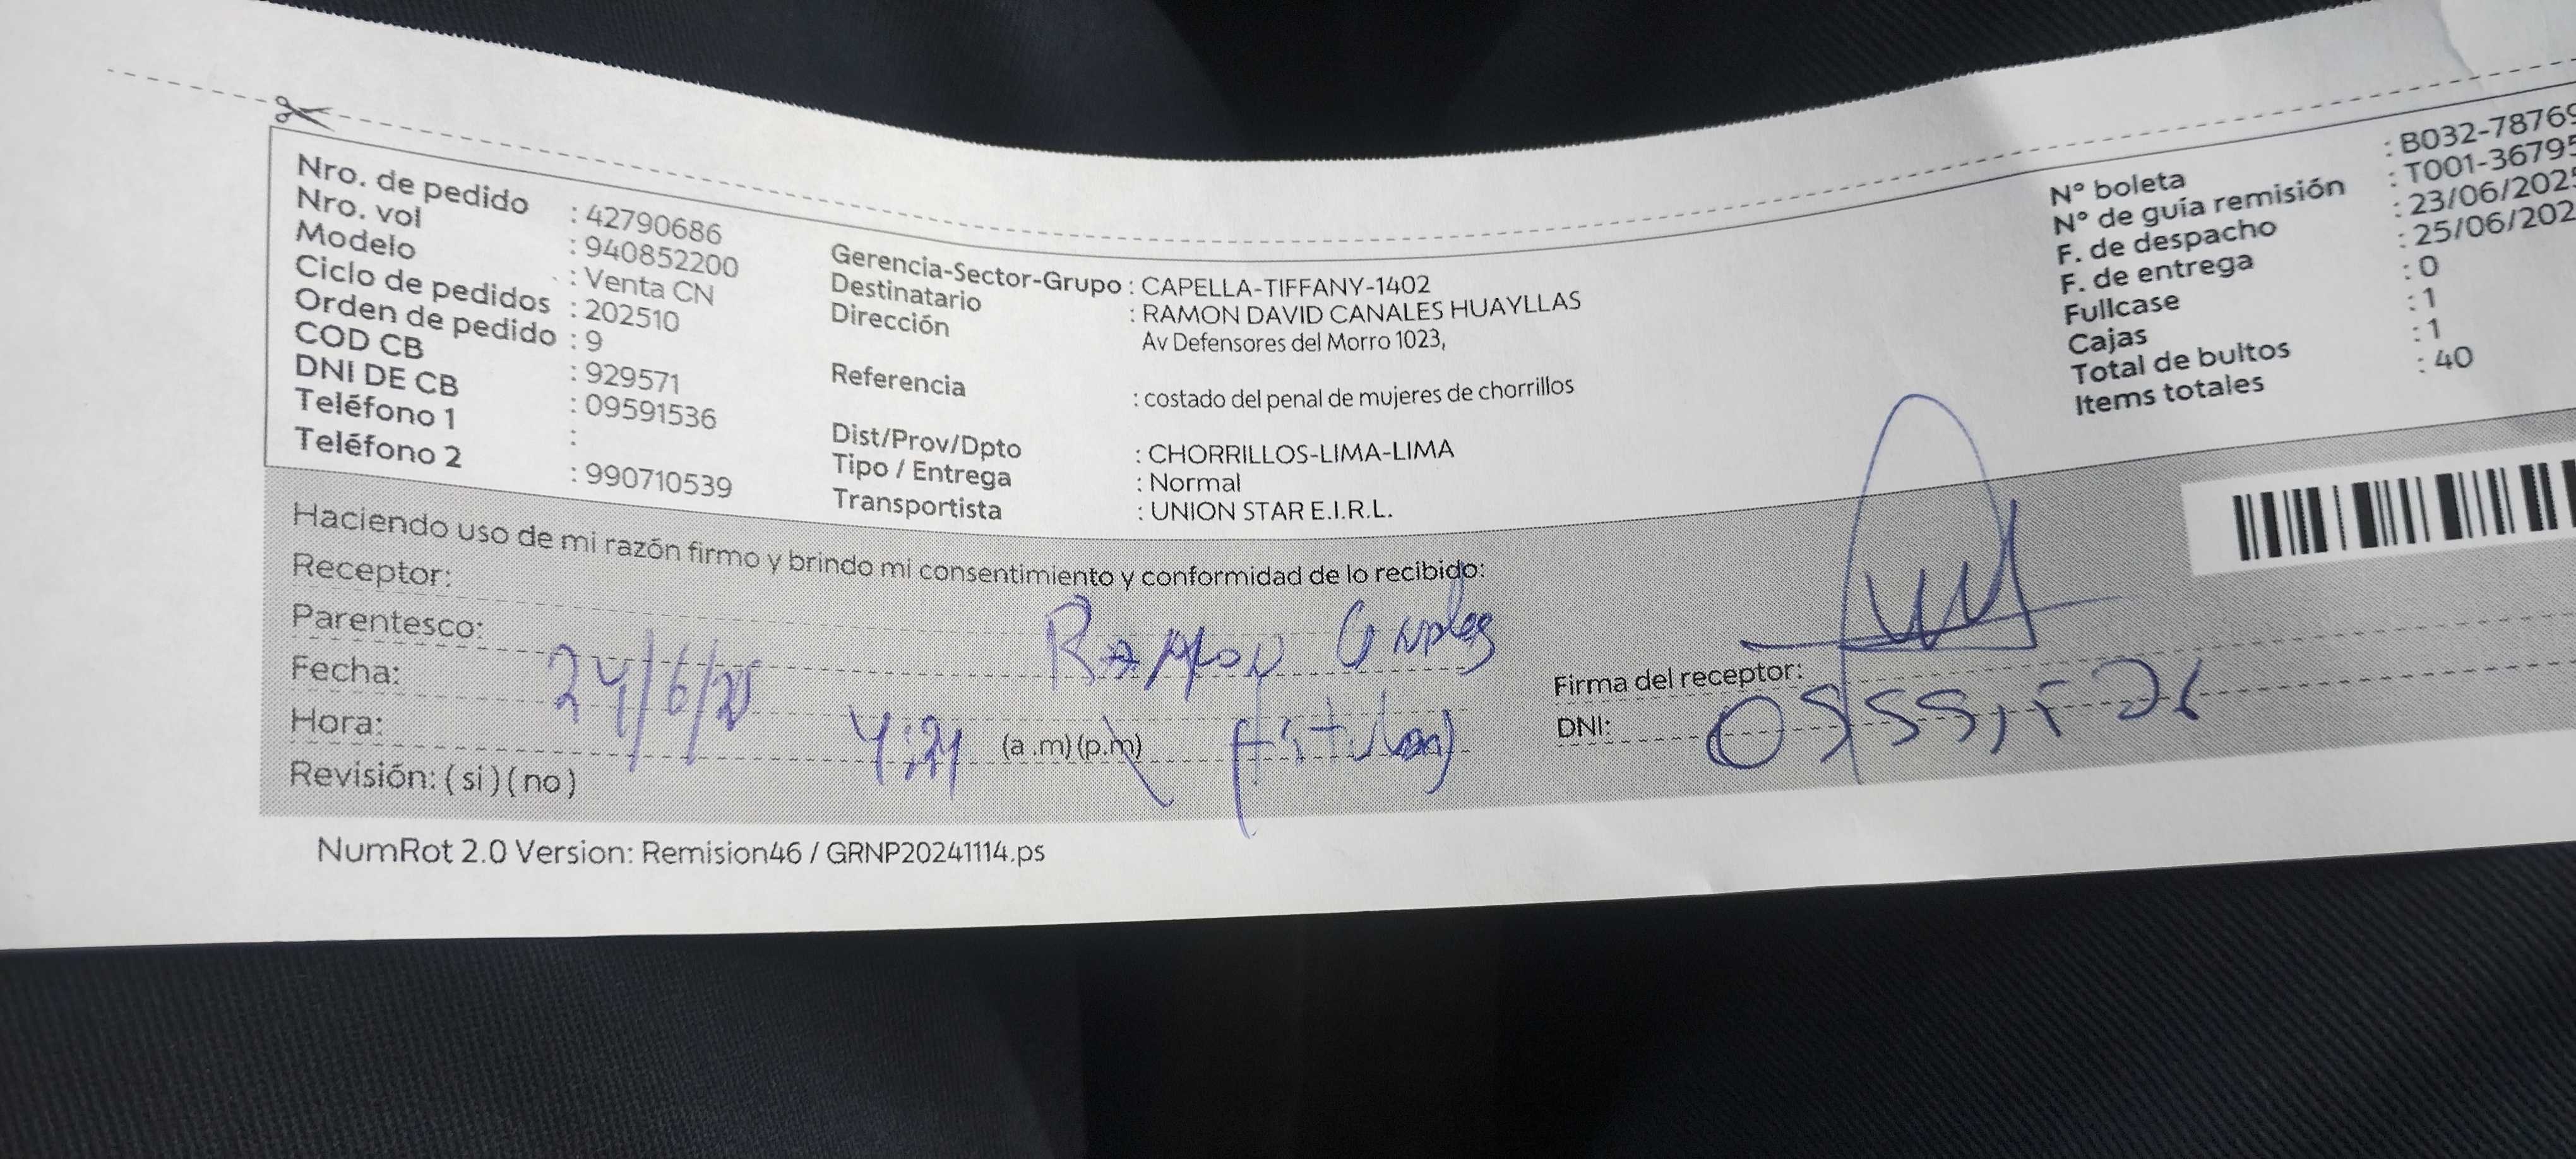 Nro. de pedido : 42790686
Nro. vol : 940852200
Modelo : Venta CN
Ciclo de pedidos : 202510
Orden de pedido : 9
COD CB : 929571
DNI DE CB : 09591536
Teléfono 1 :
Teléfono 2 : 990710539
Gerencia-Sector-Grupo : CAPELLA-TIFFANY-1402
Destinatario : RAMON DAVID CANALES HUAYLLAS
Dirección Av Defensores del Morro 1023,
Referencia : costado del penal de mujeres de chorrillos
Dist/Prov/Dpto : CHORRILLOS-LIMA-LIMA
Tipo / Entrega : Normal
Transportista : UNION STAR E.I.R.L.
N° boleta : B032-78769
N° de guía remisión : T001-36795
F. de despacho : 23/06/2025
F. de entrega : 25/06/202
Fullcase : 0
Cajas : 1
Total de bultos : 1
Items totales : 40
Haciendo uso de mi razón firmo y brindo mi consentimiento y conformidad de lo recibido:
Receptor: Ramon Canales
Parentesco: (titular)
Fecha: 24/6/25
Hora: 4:21 (a .m) (p.m)
Revisión: ( si ) ( no )
Firma del receptor:
DNI:
NumRot 2.0 Version: Remision46 / GRNP20241114.ps